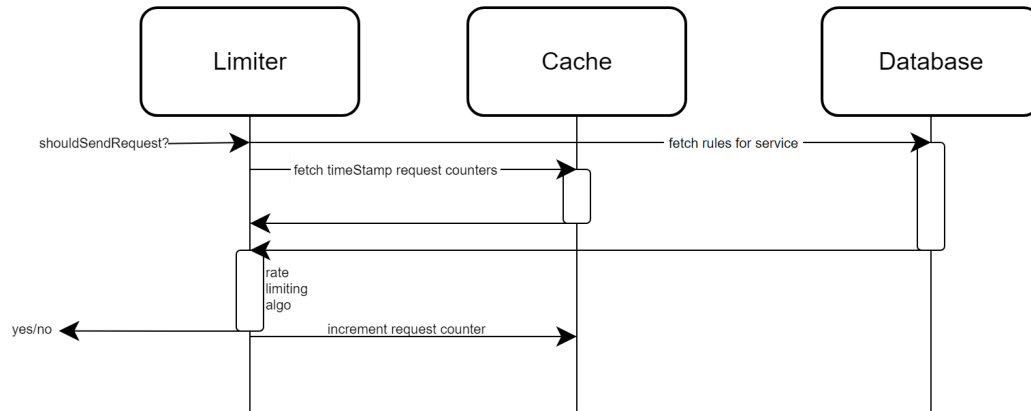 Limiter
Cache
Database
shouldSendRequest?
fetch rules for service
fetch timeStamp request counters
rate
limiting
algo
yes/no
increment request counter